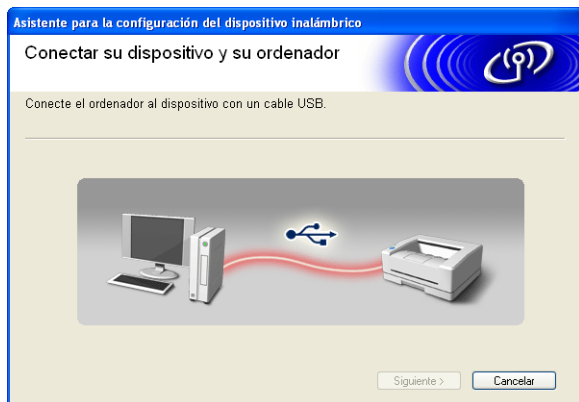 Asistente para la configuración del dispositivo inalámbrico
Conectar su dispositivo y su ordenador
Conecte el ordenador al dispositivo con un cable USB.
Siguiente >
Cancelar